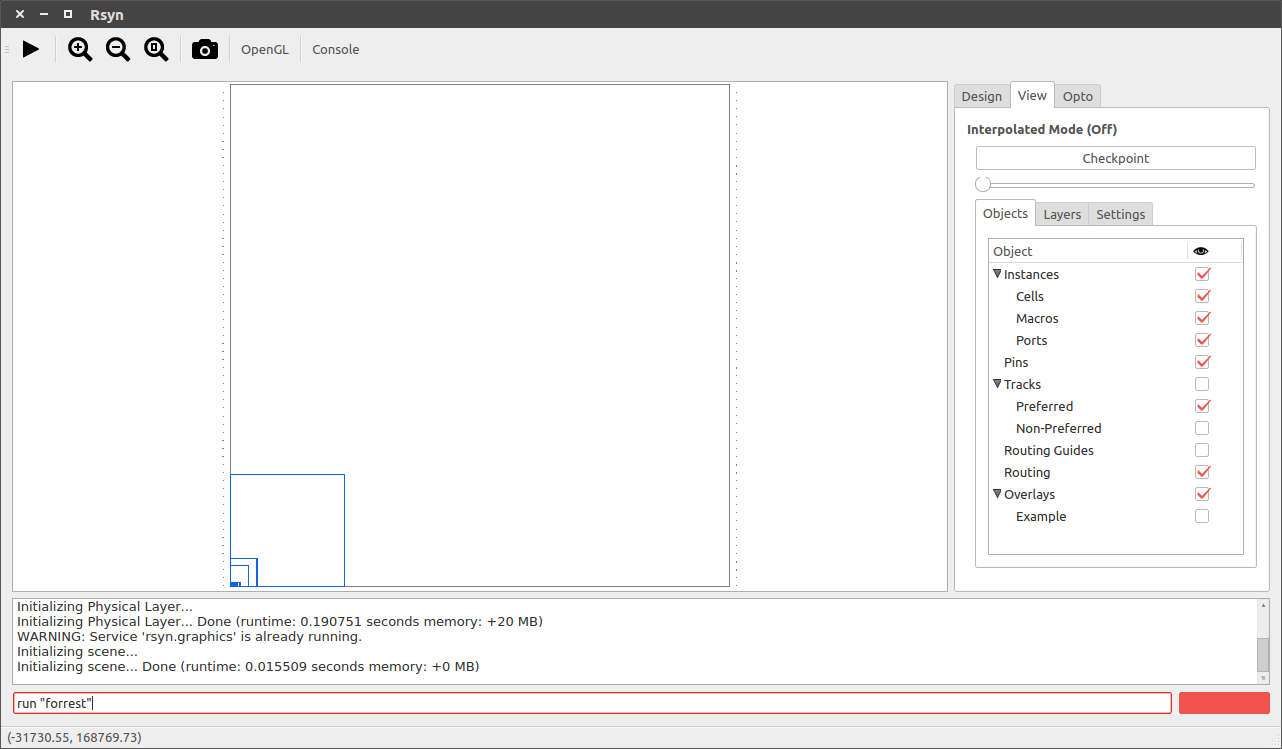 Rsyn
OpenGL Console
Design View Opto
Interpolated Mode (Off)
Checkpoint
Objects Layers Settings
Object
Instances
Cells
Macros
Ports
Pins
Tracks
Preferred
Non-Preferred
Routing Guides
Routing
Overlays
Example
Initializing Physical Layer...
Initializing Physical Layer... Done (runtime: 0.190751 seconds memory: +20 MB)
WARNING: Service 'rsyn.graphics' is already running.
Initializing scene...
Initializing scene... Done (runtime: 0.015509 seconds memory: +0 MB)
run "forrest"
(-31730.55, 168769.73)